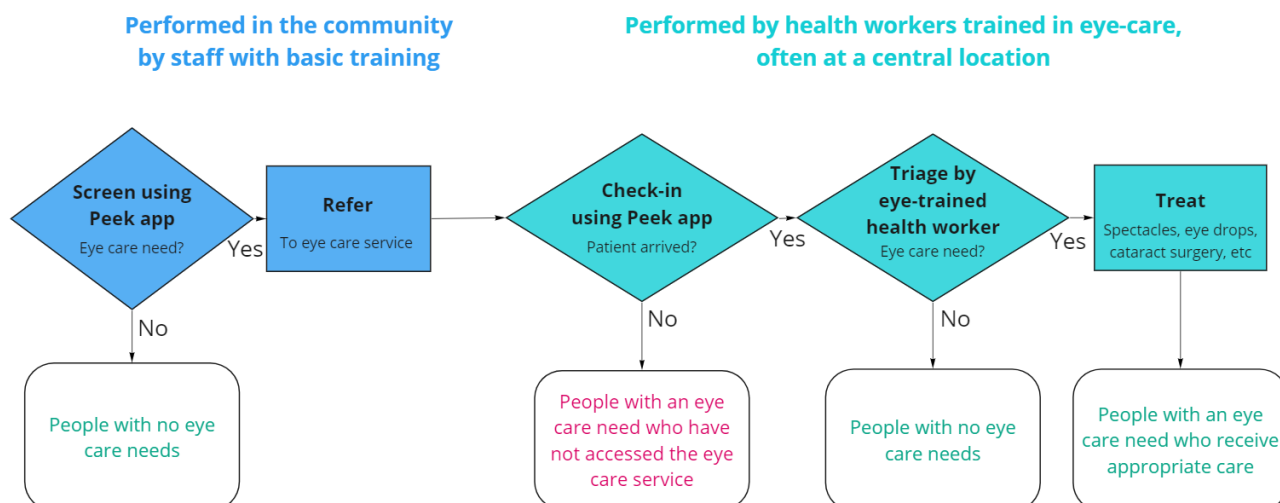 Performed in the community
by staff with basic training
Performed by health workers trained in eye-care,
often at a central location
Screen using
Peek app
Eye care need?
Yes
No
Refer
To eye care service
Check-in
using Peek app
Patient arrived?
Yes
No
Triage by
eye-trained
health worker
Eye care need?
Yes
No
Treat
Spectacles, eye drops,
cataract surgery, etc
People with no eye
care needs
People with an eye
care need who have
not accessed the eye
care service
People with no eye
care needs
People with an eye
care need who receive
appropriate care